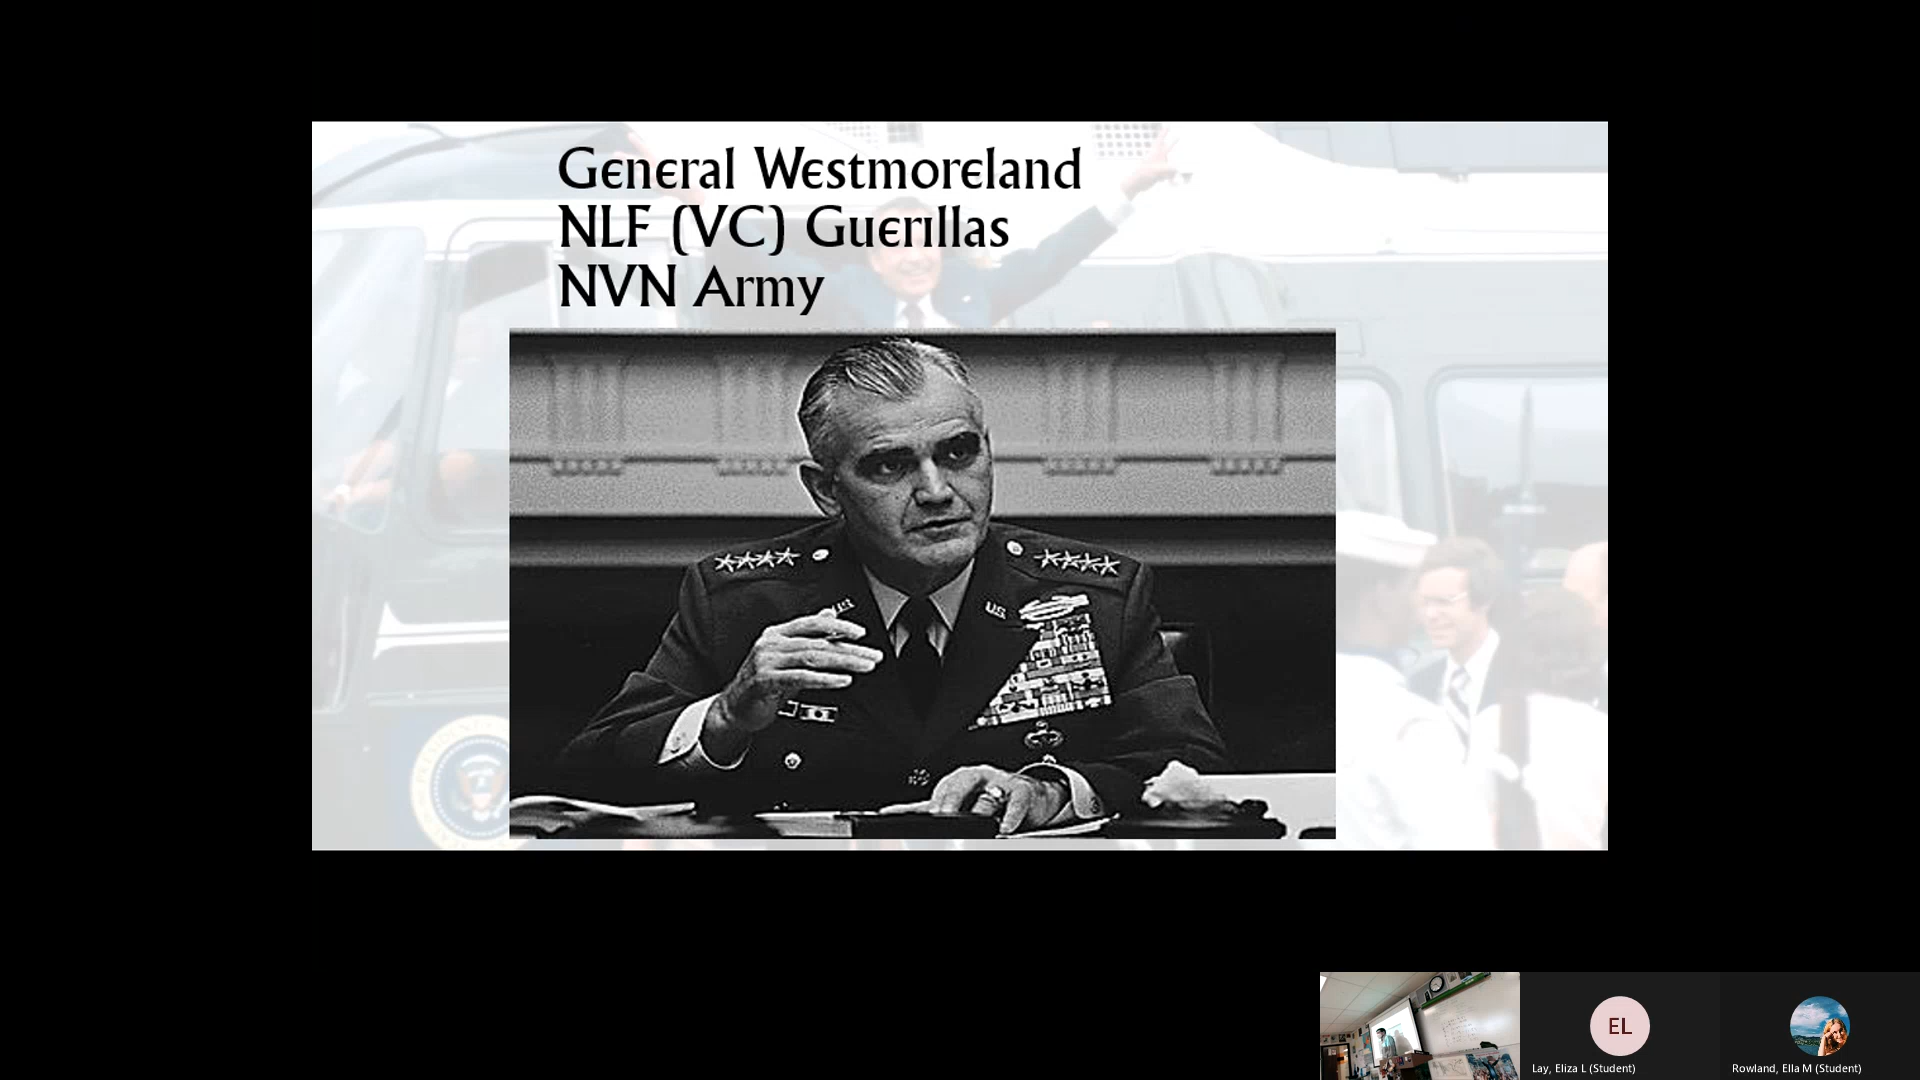 General Westmoreland
NLF (VC) Guerillas
NVN Army
U.S.
U.S.
Lay, Eliza L (Student)
EL
Rowland, Ella M (Student)